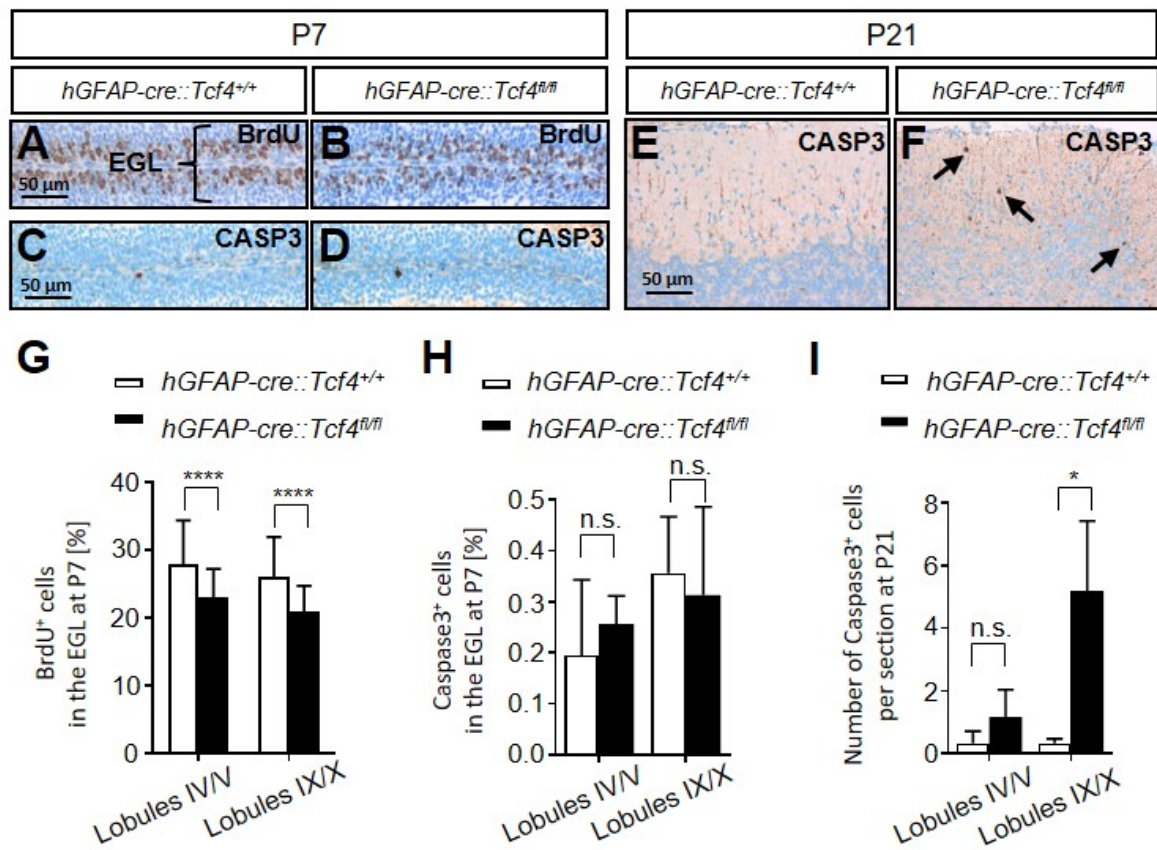 P7
P21
hGFAP-cre::Tcf4+/+
hGFAP-cre::Tcf4fl/fl
hGFAP-cre::Tcf4+/+
hGFAP-cre::Tcf4fl/fl
A
BrdU
EGL
50 µm
B
BrdU
E
CASP3
50 µm
F
CASP3
C
CASP3
50 µm
D
CASP3
G
hGFAP-cre::Tcf4+/+
hGFAP-cre::Tcf4fl/fl
BrdU+ cells
in the EGL at P7 [%]
40
30
20
10
0
****
****
Lobules IV/V
Lobules IX/X
H
hGFAP-cre::Tcf4+/+
hGFAP-cre::Tcf4fl/fl
Caspase3+ cells
in the EGL at P7 [%]
0.5
0.4
0.3
0.2
0.1
0.0
n.s.
n.s.
Lobules IV/V
Lobules IX/X
I
hGFAP-cre::Tcf4+/+
hGFAP-cre::Tcf4fl/fl
Number of Caspase3+ cells
per section at P21
8
6
4
2
0
n.s.
*
Lobules IV/V
Lobules IX/X